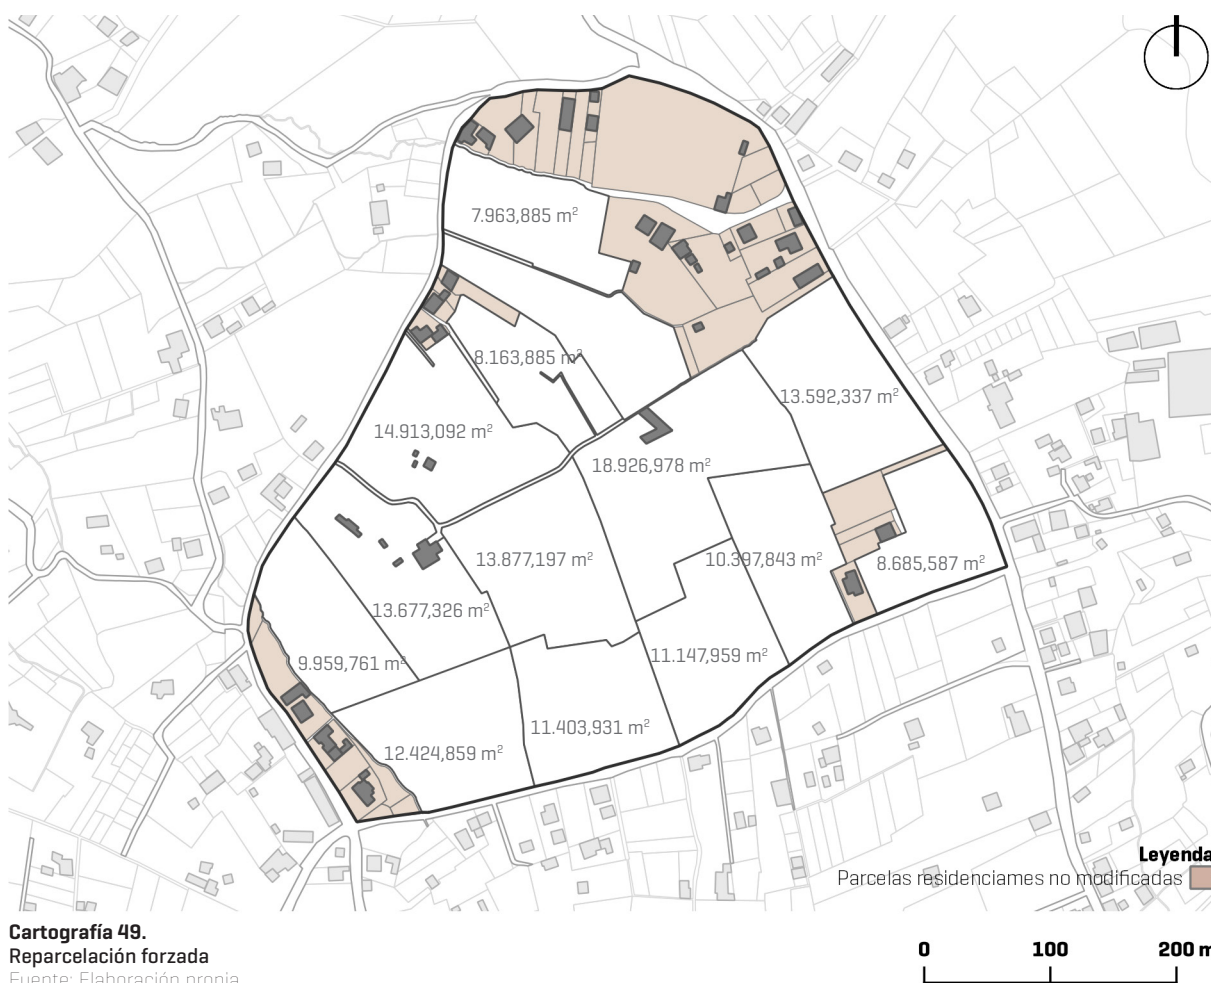 7.963,885 m²
8.163,885 m²
13.592,337 m²
14.913,092 m²
18.926,978 m²
13.877,197 m²
10.397,843 m²
8.685,587 m²
13.677,326 m²
9.959,761 m²
11.147,959 m²
11.403,931 m²
12.424,859 m²
Leyenda
Parcelas residenciames no modificadas
Cartografía 49.
Reparcelación forzada
Fuente: Elaboración propia
0 100 200 m